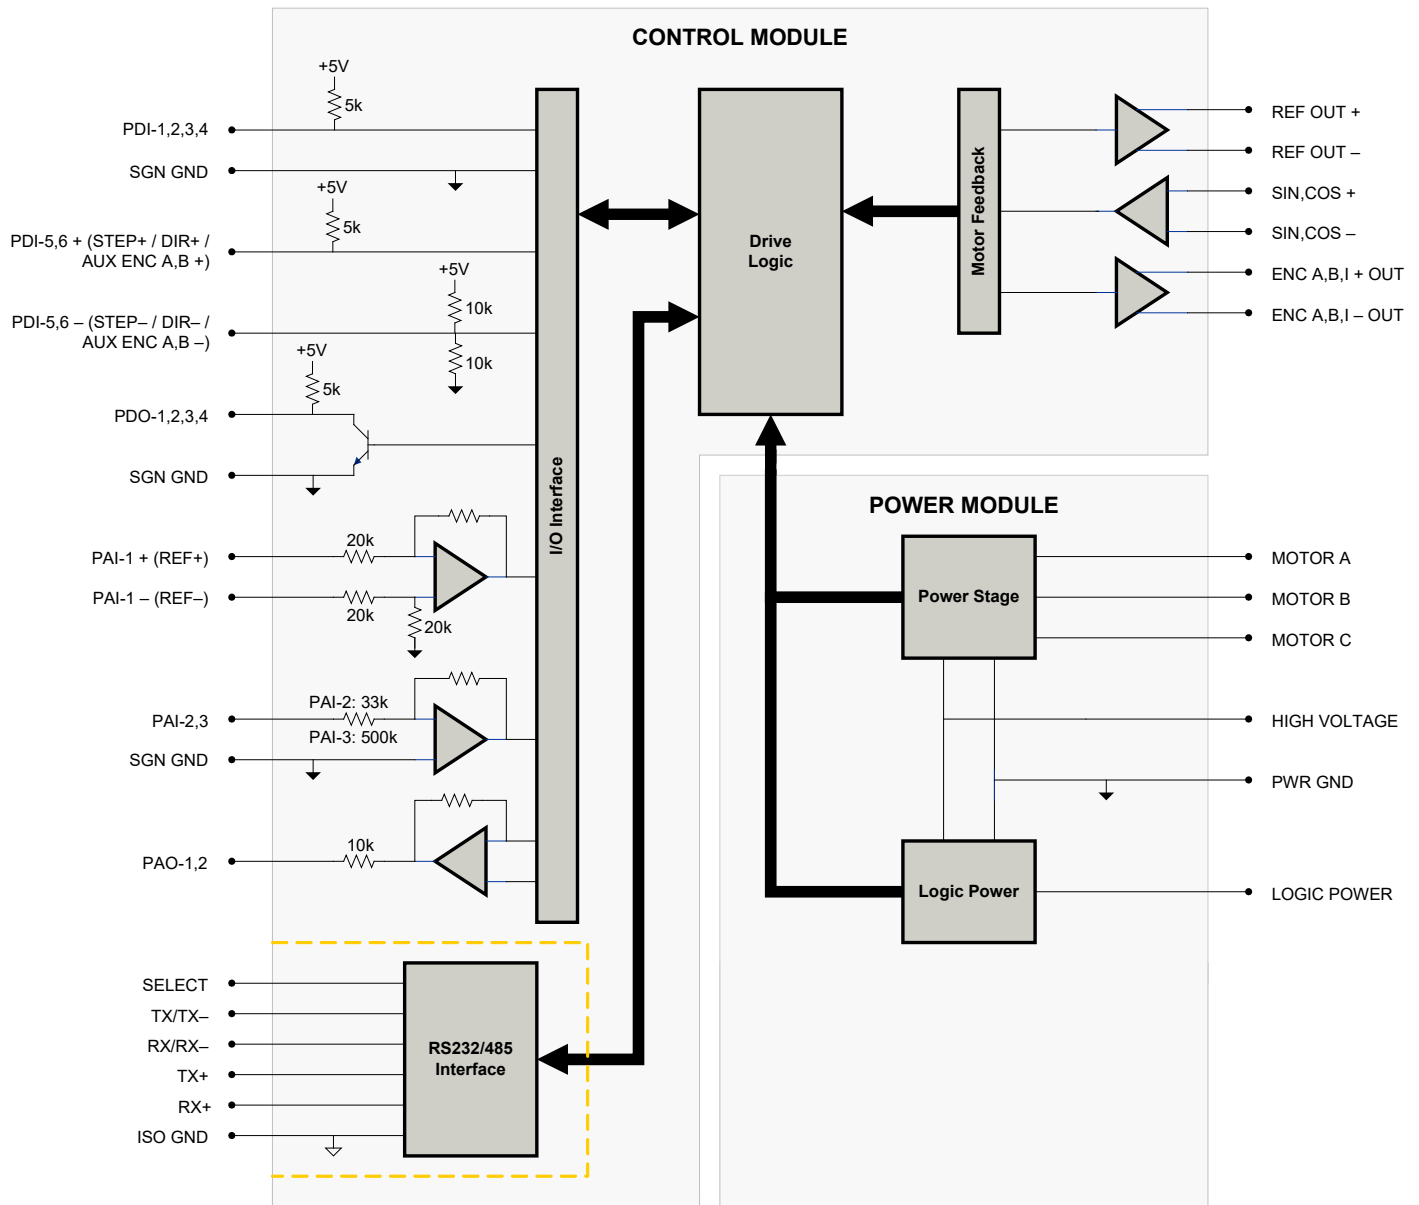 CONTROL MODULE
+5V
5k
PDI-1,2,3,4
SGN GND
+5V
5k
PDI-5,6 + (STEP+ / DIR+ /
AUX ENC A,B +)
+5V
10k
PDI-5,6 – (STEP– / DIR– /
AUX ENC A,B –)
10k
+5V
5k
PDO-1,2,3,4
SGN GND
20k
PAI-1 + (REF+)
PAI-1 – (REF–)
20k
20k
PAI-2: 33k
PAI-2,3
PAI-3: 500k
SGN GND
10k
PAO-1,2
I/O Interface
SELECT
TX/TX–
RX/RX–
TX+
RX+
ISO GND
RS232/485
Interface
Drive
Logic
Motor Feedback
REF OUT +
REF OUT –
SIN,COS +
SIN,COS –
ENC A,B,I + OUT
ENC A,B,I – OUT
POWER MODULE
Power Stage
MOTOR A
MOTOR B
MOTOR C
HIGH VOLTAGE
PWR GND
Logic Power
LOGIC POWER